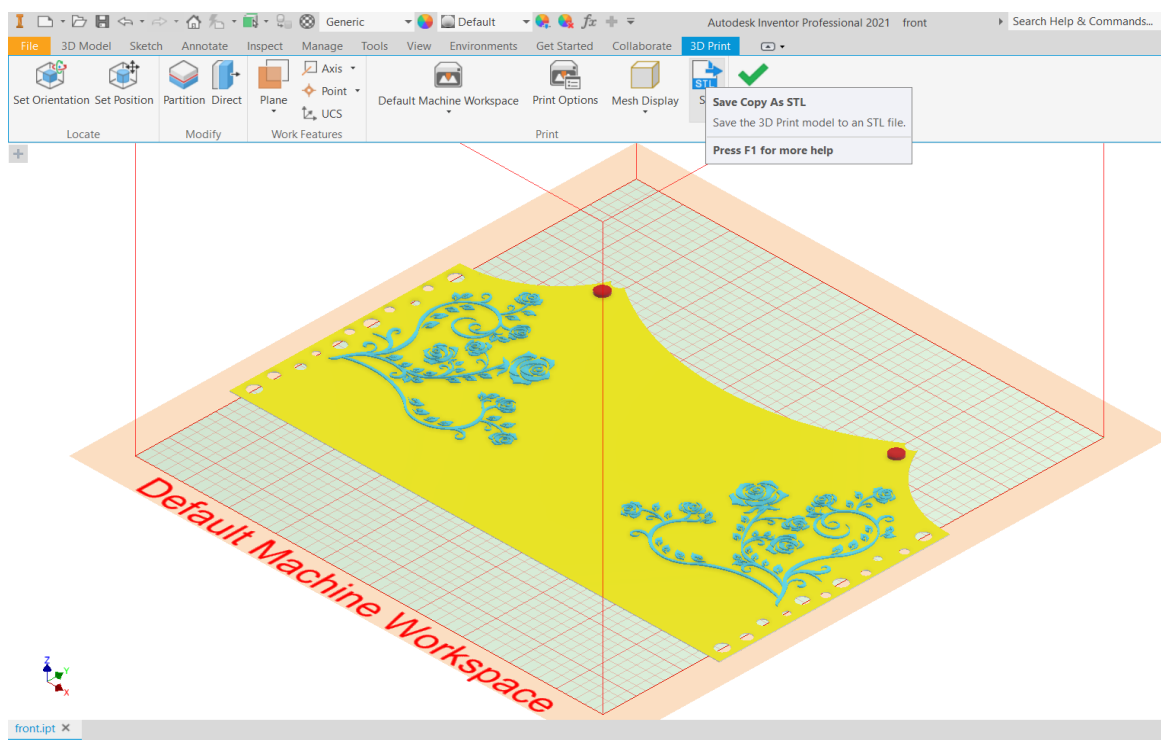 Generic
Default
Autodesk Inventor Professional 2021 front
Search Help & Commands...
File 3D Model Sketch Annotate Inspect Manage Tools View Environments Get Started Collaborate 3D Print
Set Orientation Set Position Partition Direct Plane Axis Point UCS Default Machine Workspace Print Options Mesh Display STL S
Locate Modify Work Features Print
Save Copy As STL
Save the 3D Print model to an STL file.
Press F1 for more help
Default Machine Workspace
Z
Y
X
front.ipt